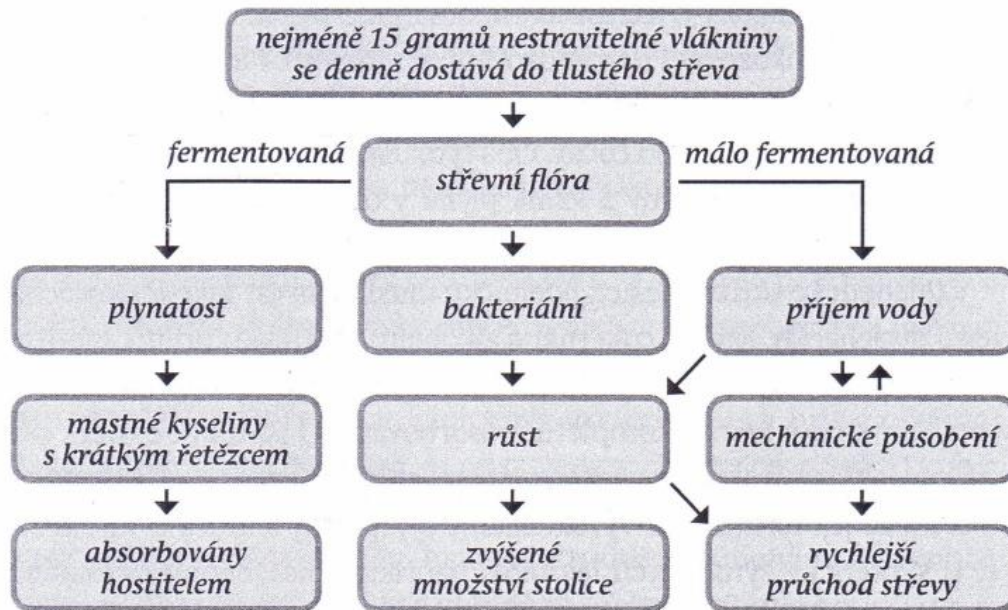 nejméně 15 gramů nestravitelné vlákniny
se denně dostává do tlustého střeva
fermentovaná
málo fermentovaná
střevní flóra
plynatost
bakteriální
příjem vody
mastné kyseliny
s krátkým řetězcem
růst
mechanické působení
absorbovány
hostitelem
zvýšené
množství stolice
rychlejší
průchod střevy